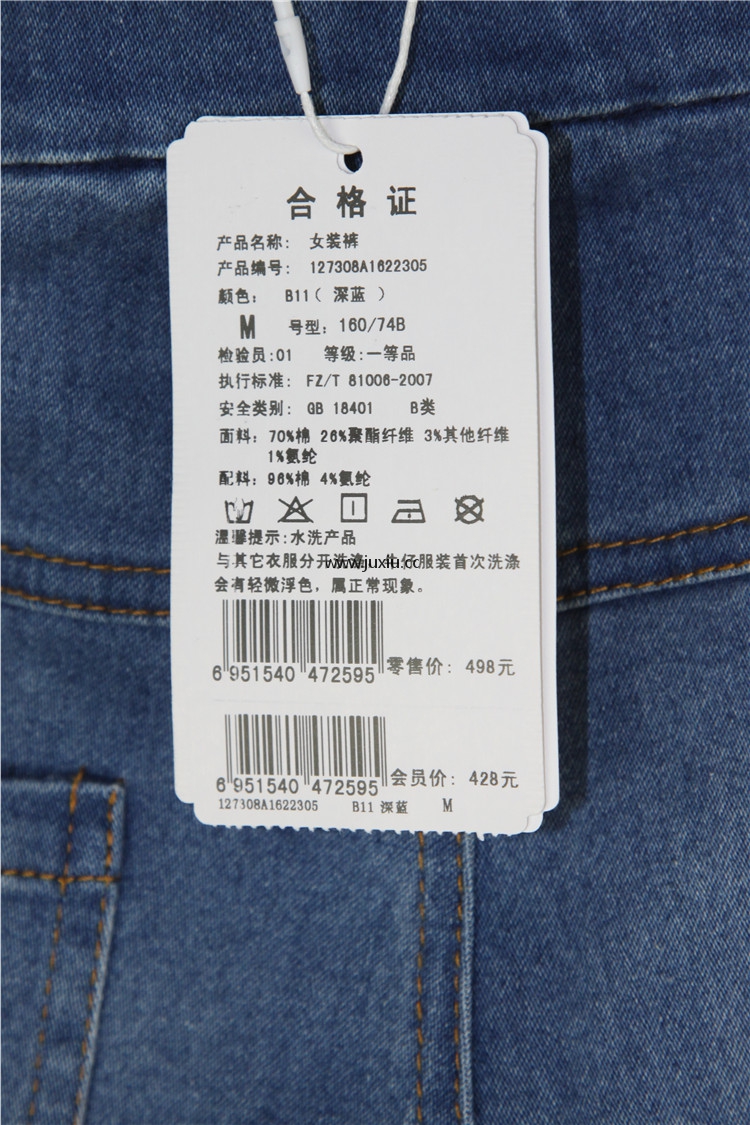 合格证
产品名称: 女装裤
产品编号: 127308A1622305
颜色: B11( 深蓝 )
M 号型: 160/74B
检验员:01 等级:一等品
执行标准: FZ/T 81006-2007
安全类别: GB 18401 B类
面料: 70%棉 26%聚酯纤维 3%其他纤维
1%氨纶
配料: 96%棉 4%氨纶
温馨提示:水洗产品
与其它衣服分开洗涤 仔服装首次洗涤
www.juxiu.cc
会有轻微浮色，属正常现象。
6 951540 472595 零售价: 498元
6 951540 472595 会员价: 428元
127308A1622305 B11 深蓝 M